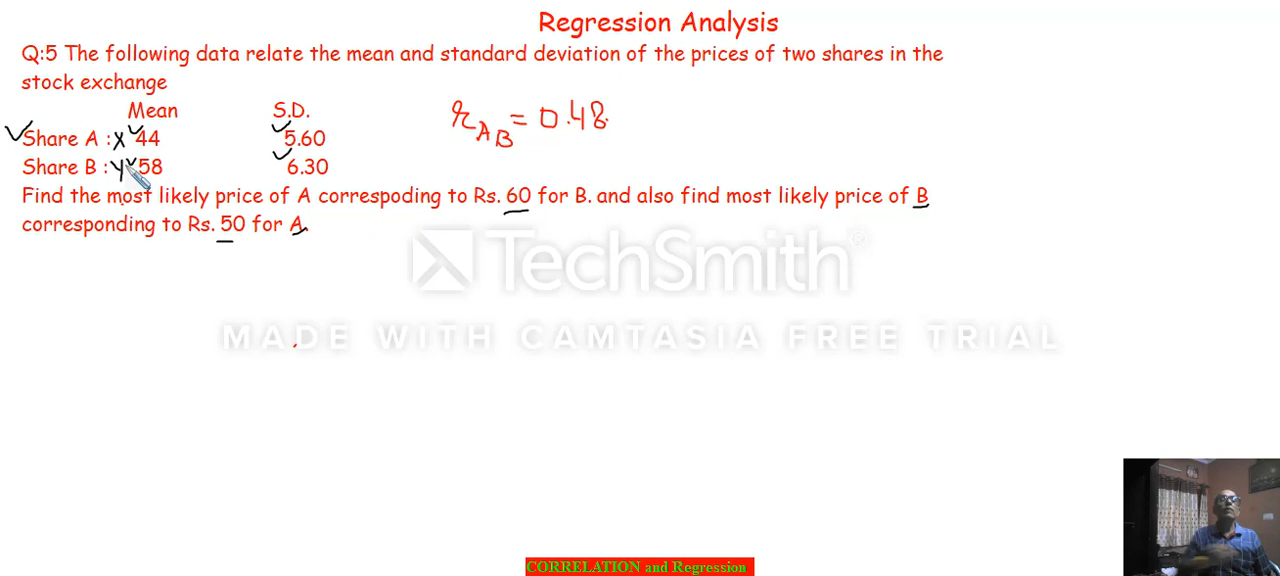 Regression Analysis
Q:5 The following data relate the mean and standard deviation of the prices of two shares in the
stock exchange
Mean S.D.
Share A : X 44 5.60
Share B : Y 58 6.30
r AB = 0.48
Find the most likely price of A correspoding to Rs. 60 for B. and also find most likely price of B
corresponding to Rs. 50 for A.
TechSmith®
MADE WITH CAMTASIA FREE TRIAL
CORRELATION and Regression